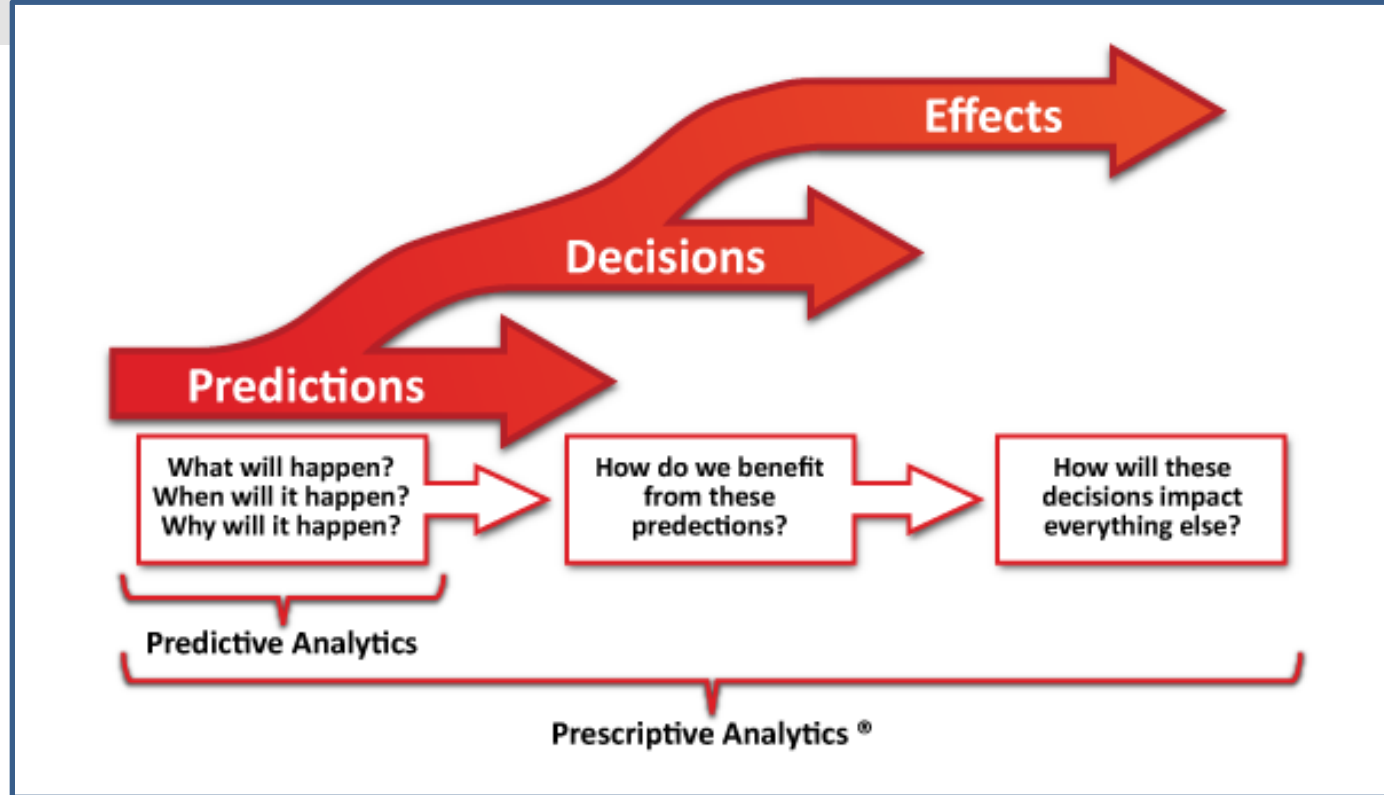 Effects
Decisions
Predictions
What will happen?
When will it happen?
Why will it happen?
How do we benefit
from these
predections?
How will these
decisions impact
everything else?
Predictive Analytics
Prescriptive Analytics ®